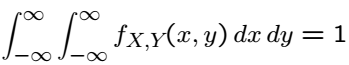 ∫_{-∞}^{∞} ∫_{-∞}^{∞} f_{X,Y}(x, y) dx dy = 1